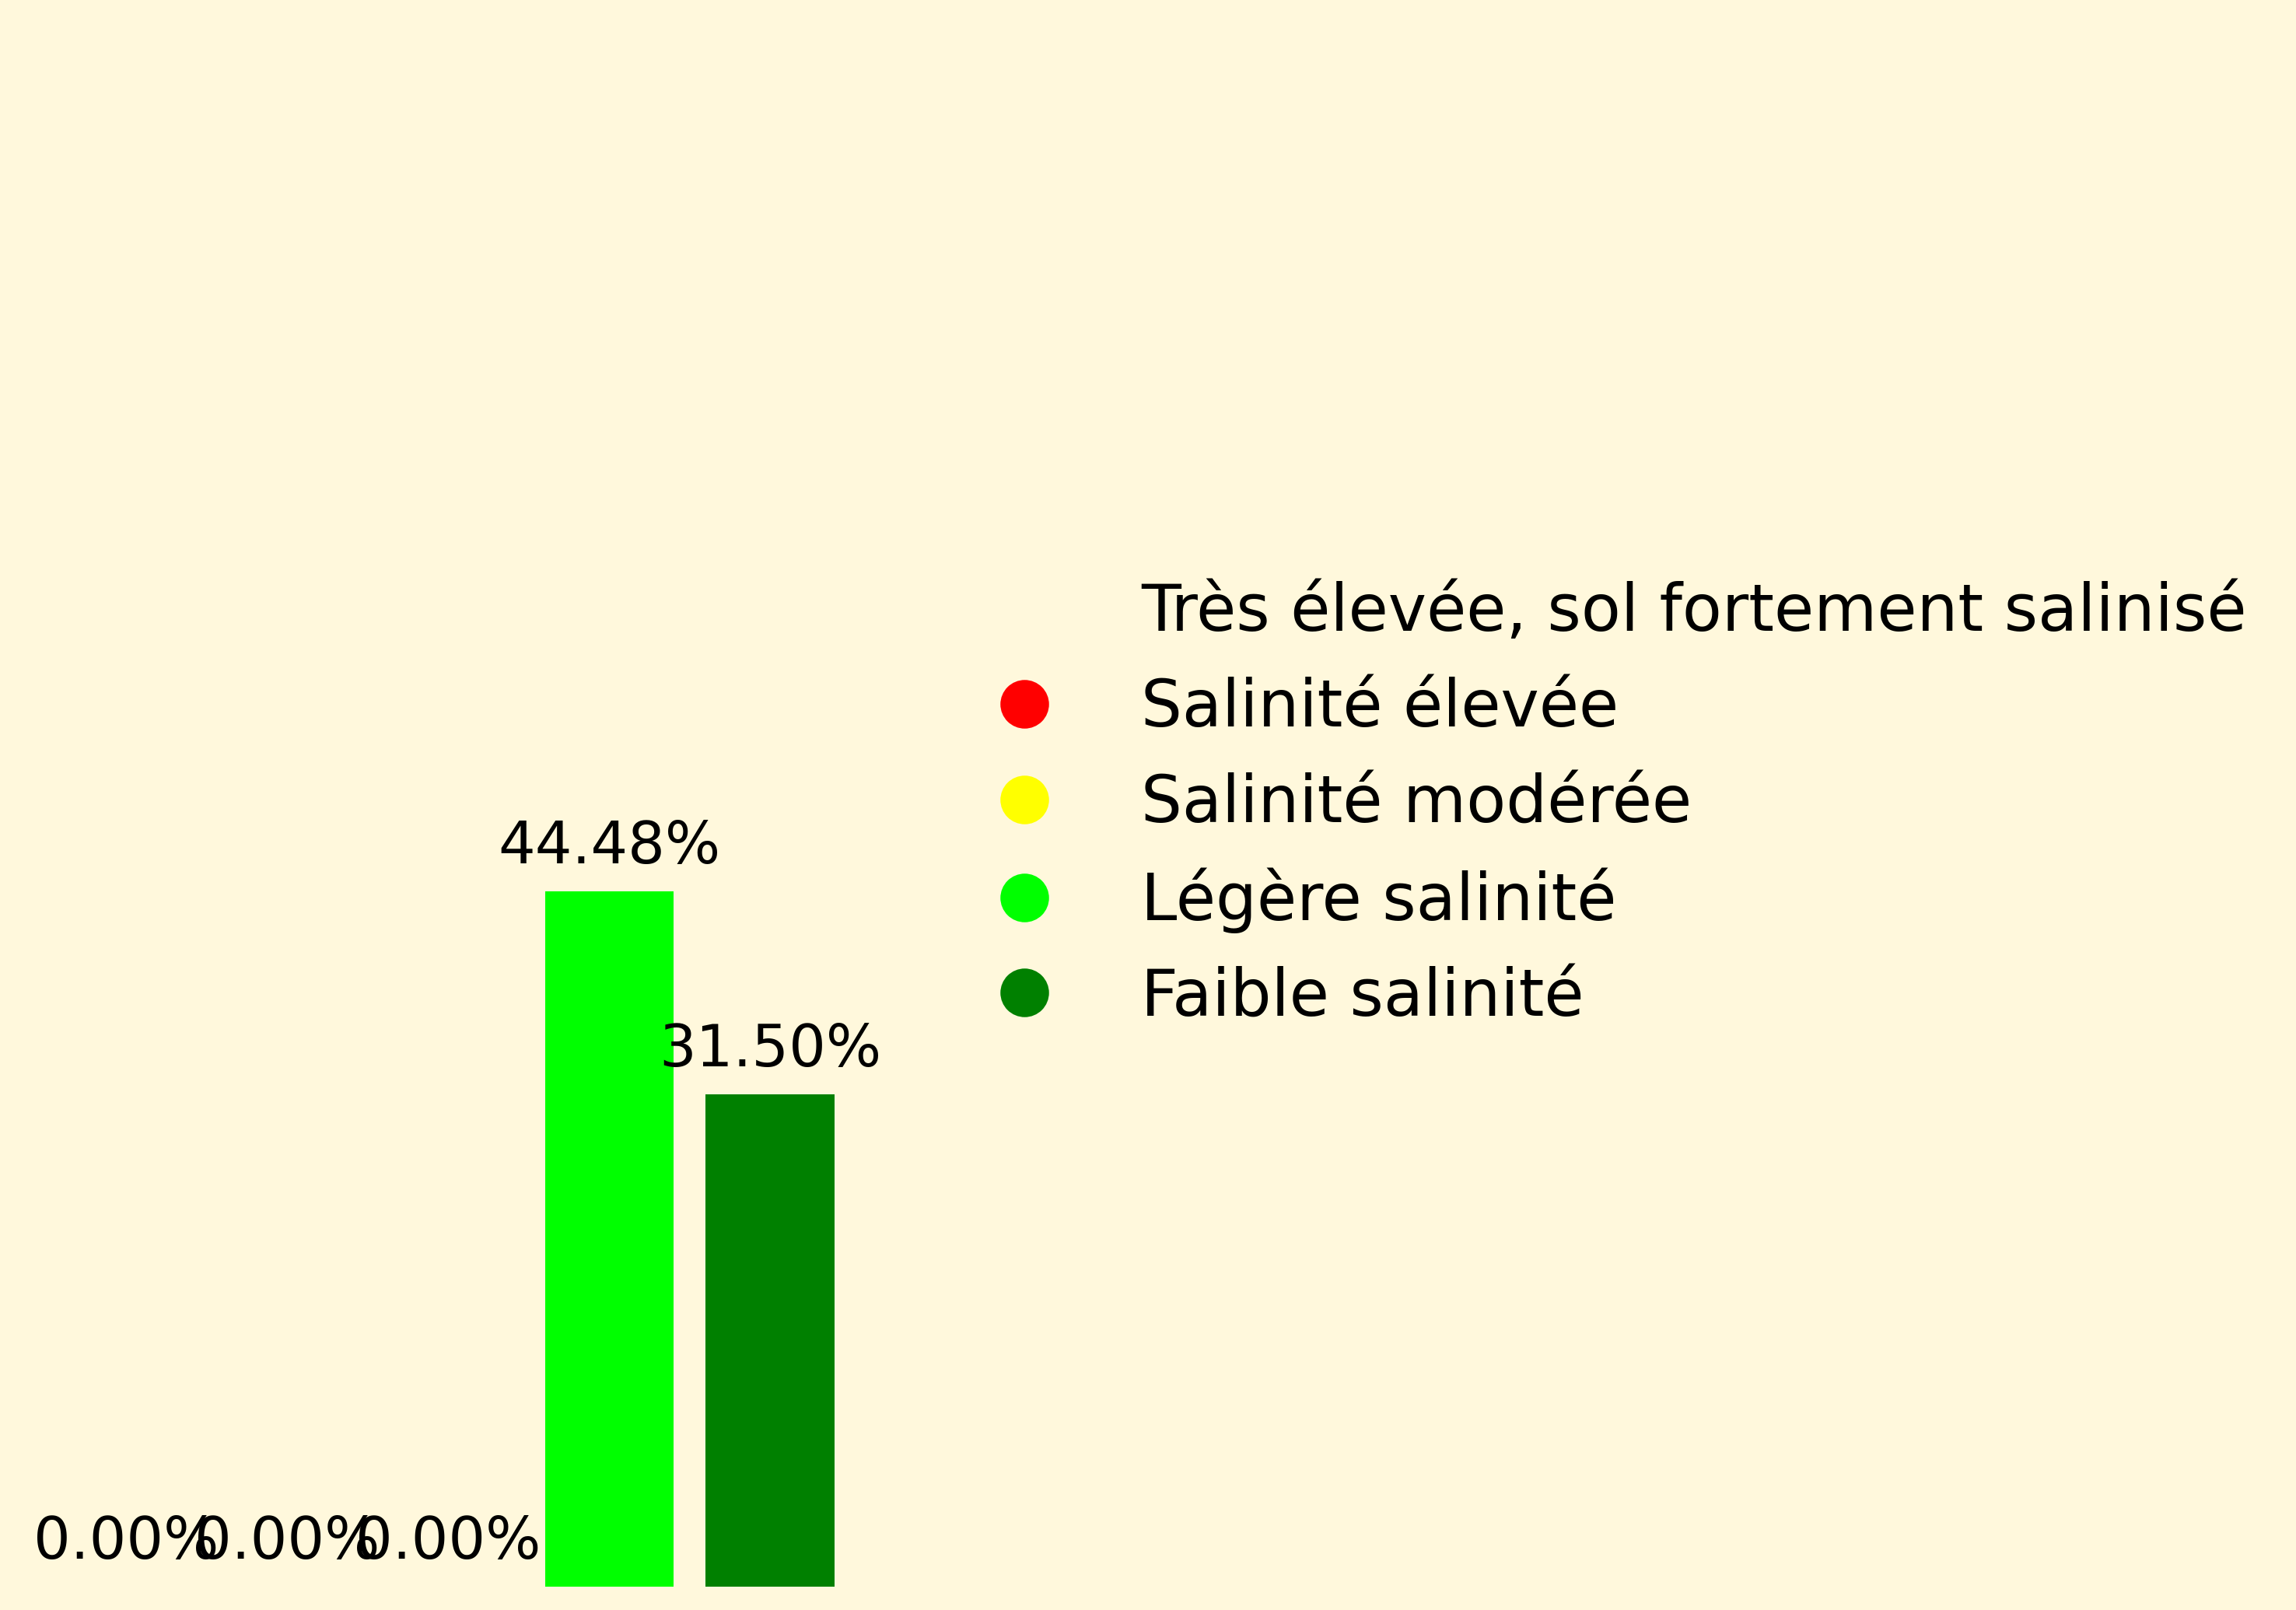 Très élevée, sol fortement salinisé
Salinité élevée
Salinité modérée
Légère salinité
Faible salinité
44.48%
31.50%
0.00%
0.00%
0.00%